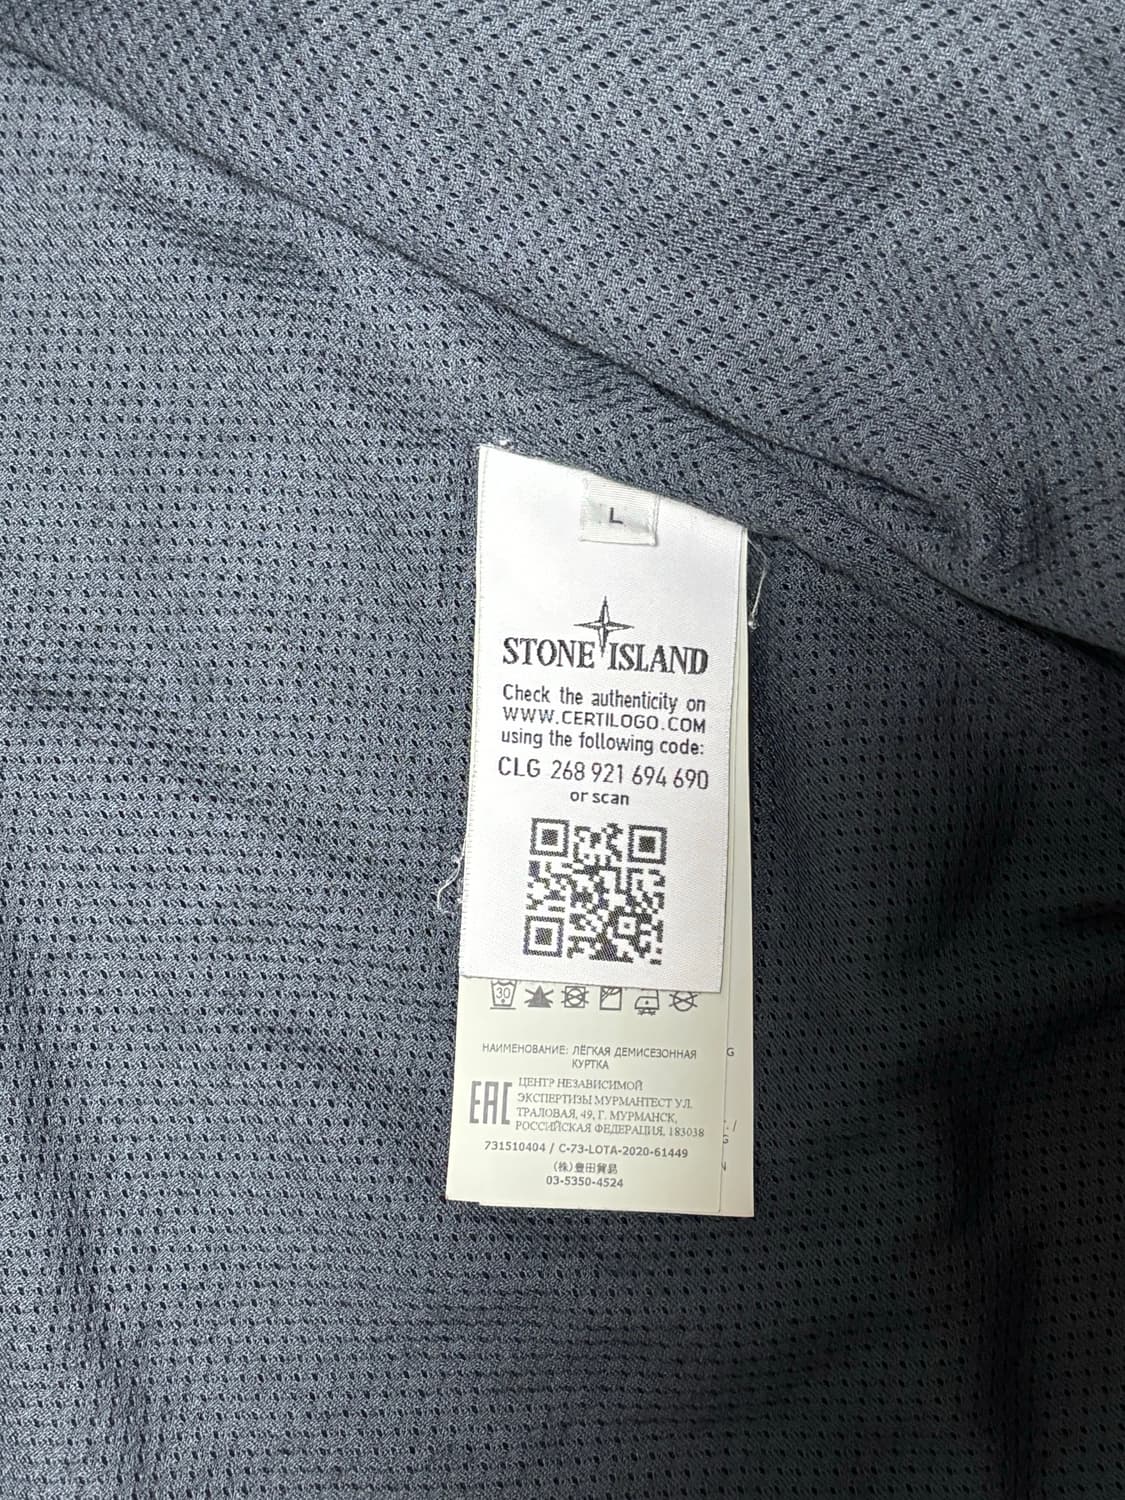 L
STONE ISLAND
Check the authenticity on
WWW.CERTILOGO.COM
using the following code:
CLG 268 921 694 690
or scan
30
НАИМЕНОВАНИЕ: ЛЁГКАЯ ДЕМИСЕЗОННАЯ
КУРТКА
EAC
ЦЕНТР НЕЗАВИСИМОЙ
ЭКСПЕРТИЗЫ МУРМАНТЕСТ УЛ.
ТРАЛОВАЯ, 49, Г. МУРМАНСК,
РОССИЙСКАЯ ФЕДЕРАЦИЯ, 183038
731510404 / C-73-LOTA-2020-61449
(株)豊田貿易
03-5350-4524